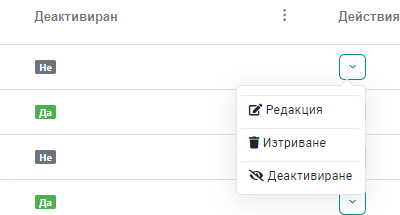 Деактивиран Действия
Не
Да
Редакция
Изтриване
Не
Деактивиране
Да